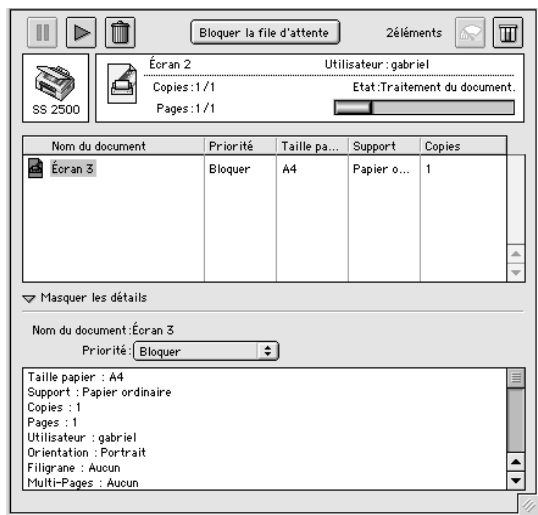 Bloquer la file d'attente
2éléments
SS 2500
Écran 2
Utilisateur:gabriel
Copies:1/1
Etat:Traitement du document.
Pages:1/1
Nom du document Priorité Taille pa... Support Copies
Écran 3 Bloquer A4 Papier o... 1
Masquer les détails
Nom du document:Écran 3
Priorité: Bloquer
Taille papier : A4
Support : Papier ordinaire
Copies : 1
Pages : 1
Utilisateur : gabriel
Orientation : Portrait
Filigrane : Aucun
Multi-Pages : Aucun